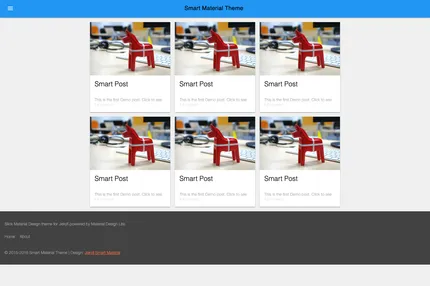 Smart Material Theme
Smart Post
Smart Post
Smart Post
This is the first Demo post. Click to see
This is the first Demo post. Click to see
This is the first Demo post. Click to see
Smart Post
Smart Post
Smart Post
This is the first Demo post. Click to see
This is the first Demo post. Click to see
This is the first Demo post. Click to see
Material Design theme for Jekyll powered by Material Design Lite
Home About
Smart Material Theme | Design: Jekyll Smart Material